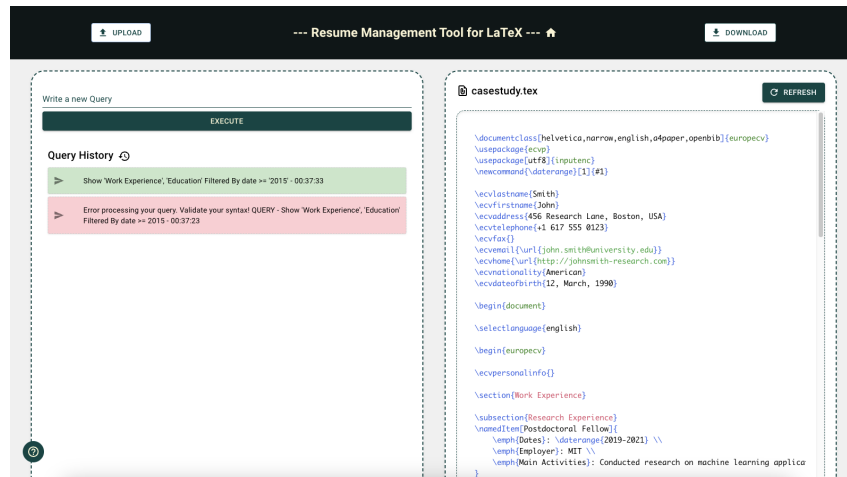 UPLOAD
--- Resume Management Tool for LaTeX ---
DOWNLOAD
Write a new Query
EXECUTE
Query History
Show 'Work Experience', 'Education' Filtered By date >= '2015' - 00:37:33
Error processing your query. Validate your syntax! QUERY - Show 'Work Experience', 'Education'
Filtered By date >= 2015 - 00:37:23
casestudy.tex
REFRESH
\documentclass[helvetica,narrow,english,a4paper,openbib]{europecv}
\usepackage{ecvp}
\usepackage[utf8]{inputenc}
\newcommand{\daterange}[1]{#1}
\ecvlastname{Smith}
\ecvfirstname{John}
\ecvaddress{456 Research Lane, Boston, USA}
\ecvtelephone{+1 617 555 0123}
\ecvfax{}
\ecvemail{\url{john.smith@university.edu}}
\ecvhome{\url{http://johnsmith-research.com}}
\ecvnationality{American}
\ecvdateofbirth{12, March, 1990}
\begin{document}
\selectlanguage{english}
\begin{europecv}
\ecvpersonalinfo{}
\section{Work Experience}
\subsection{Research Experience}
\namedItem[Postdoctoral Fellow]{
\emph{Dates}: \daterange{2019-2021} \\
\emph{Employer}: MIT \\
\emph{Main Activities}: Conducted research on machine learning applica
}